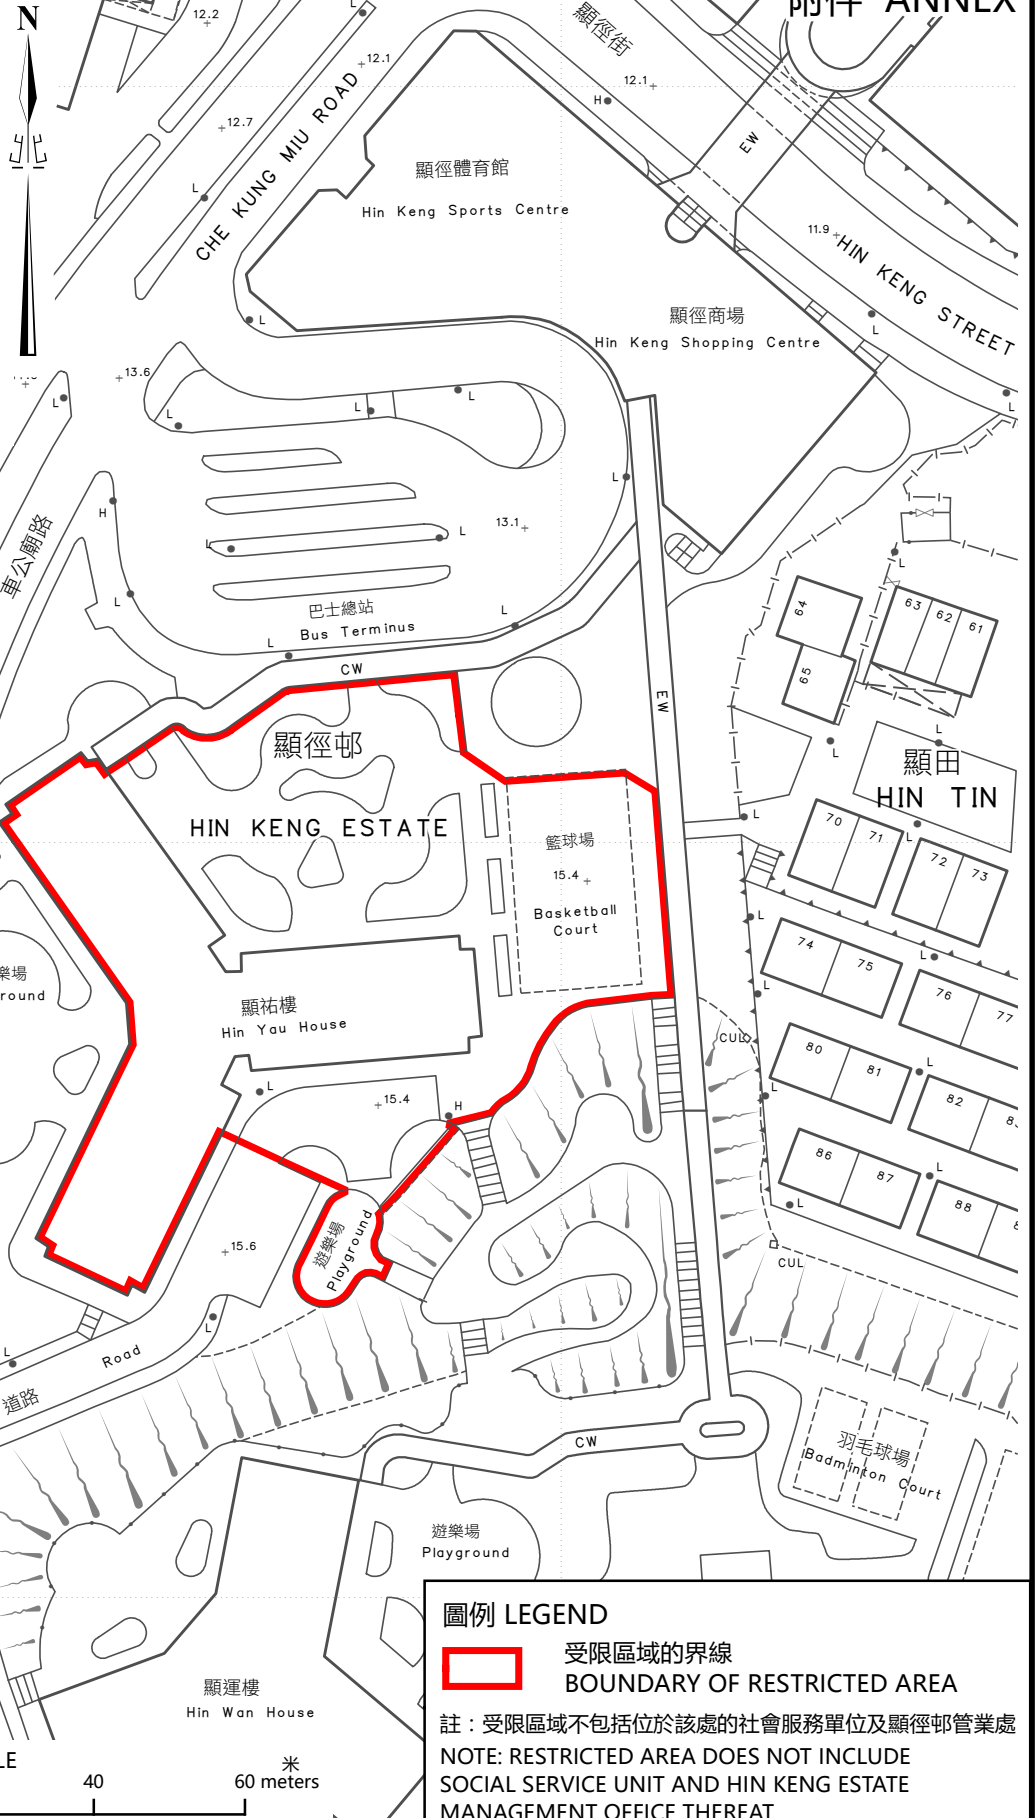 附件 ANNEX
N
12.2
L
顯徑街
12.1
12.1
H
12.7
CHE KUNG MIU ROAD
L
EW
顯徑體育館
Hin Keng Sports Centre
11.9
HIN KENG STREET
顯徑商場
Hin Keng Shopping Centre
L
L
13.6
L
L
L
L
L
L
車公廟路
H
L
13.1
L
L
巴士總站
Bus Terminus
L
L
L
CW
EW
L
64
65
63
62
61
L
L
顯徑邨
HIN KENG ESTATE
顯田
HIN TIN
籃球場
15.4
Basketball
Court
L
70
71
L
72
73
樂場
round
顯祐樓
Hin Yau House
L
74
75
L
76
77
L
CUL
80
81
L
82
L
L
15.4
H
86
87
L
88
L
遊樂場
Playground
15.6
CUL
L
L
Road
道路
CW
羽毛球場
Badminton Court
遊樂場
Playground
顯運樓
Hin Wan House
圖例 LEGEND
受限區域的界線
BOUNDARY OF RESTRICTED AREA
註：受限區域不包括位於該處的社會服務單位及顯徑邨管業處
NOTE: RESTRICTED AREA DOES NOT INCLUDE
SOCIAL SERVICE UNIT AND HIN KENG ESTATE
MANAGEMENT OFFICE THEREAT
LE
米
40
60 meters